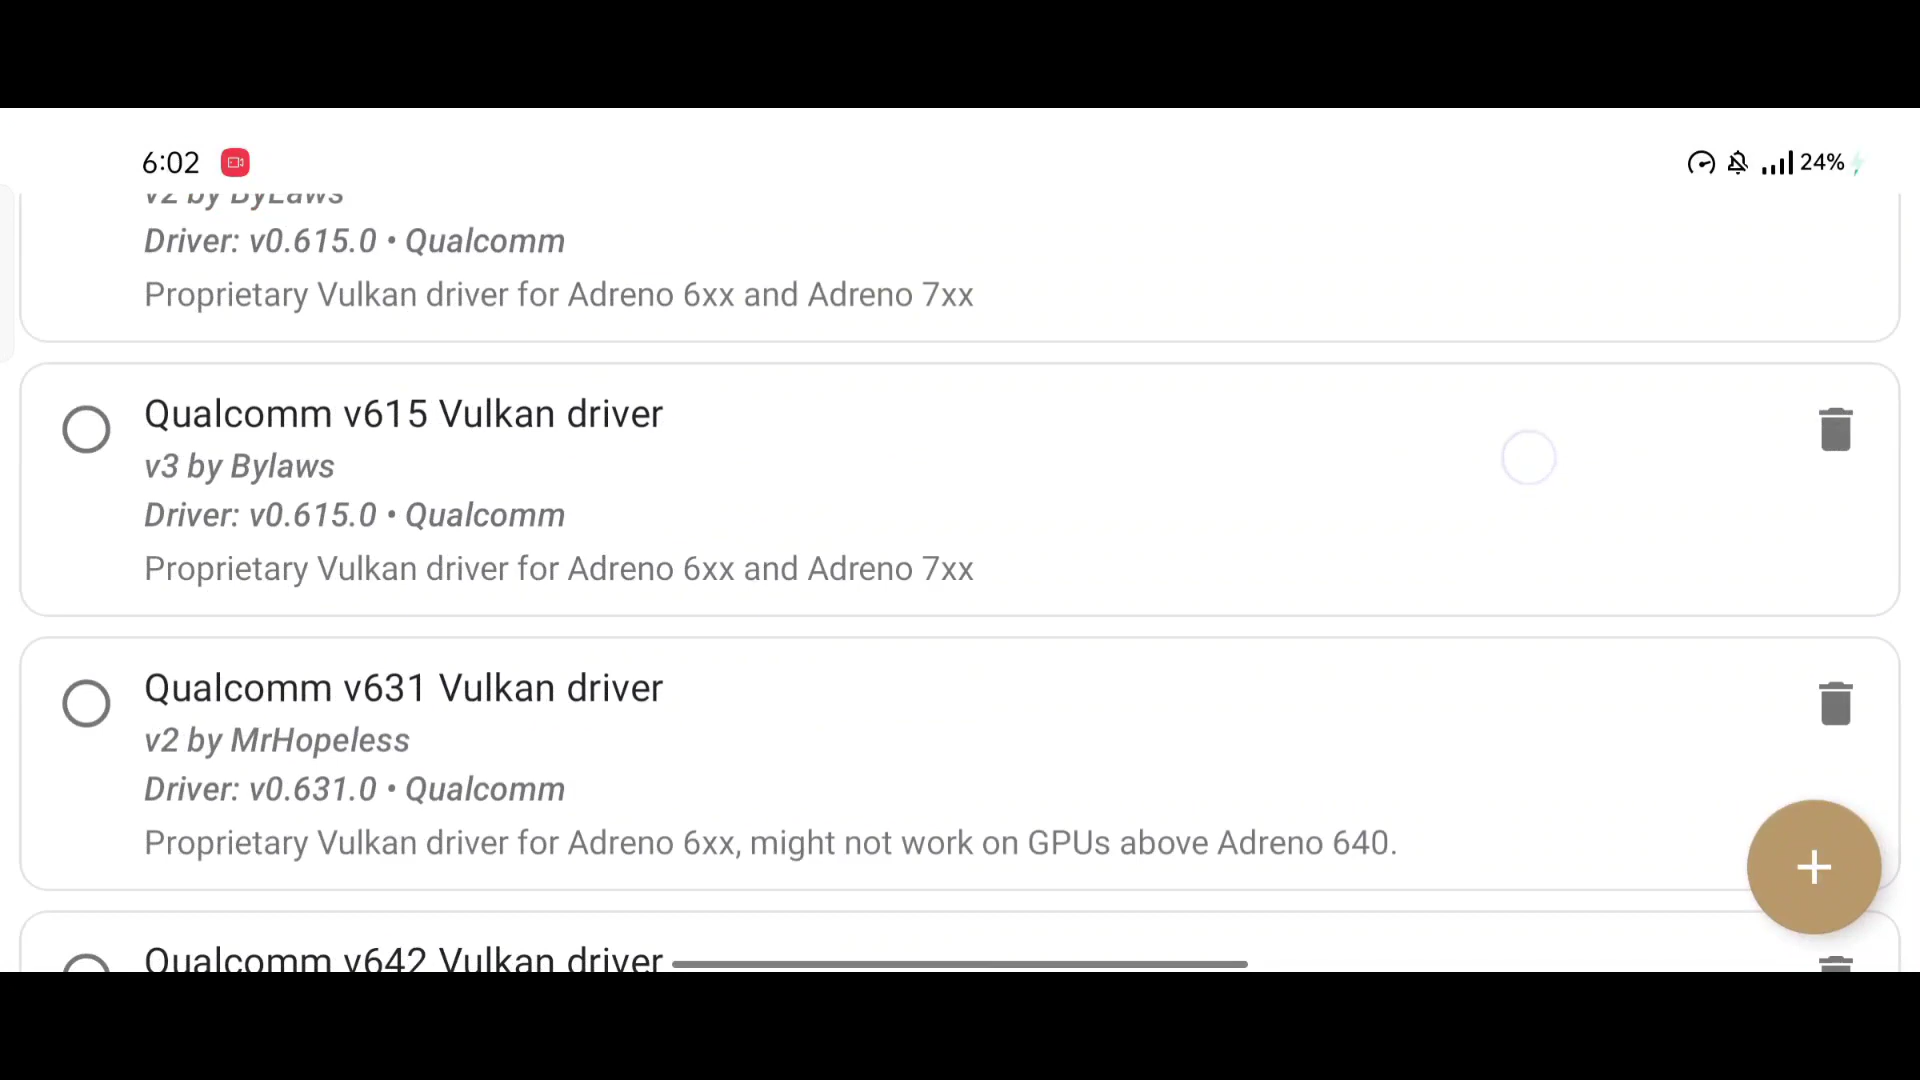 6:02
24%
v2 by ByLaws
Driver: v0.615.0 • Qualcomm
Proprietary Vulkan driver for Adreno 6xx and Adreno 7xx
Qualcomm v615 Vulkan driver
v3 by Bylaws
Driver: v0.615.0 • Qualcomm
Proprietary Vulkan driver for Adreno 6xx and Adreno 7xx
Qualcomm v631 Vulkan driver
v2 by MrHopeless
Driver: v0.631.0 • Qualcomm
Proprietary Vulkan driver for Adreno 6xx, might not work on GPUs above Adreno 640.
Qualcomm v642 Vulkan driver